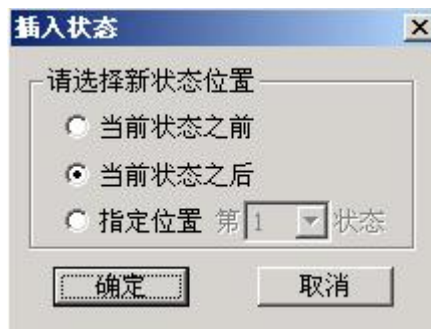 插入状态
请选择新状态位置
当前状态之前
当前状态之后
指定位置 第 1 状态
确定 取消